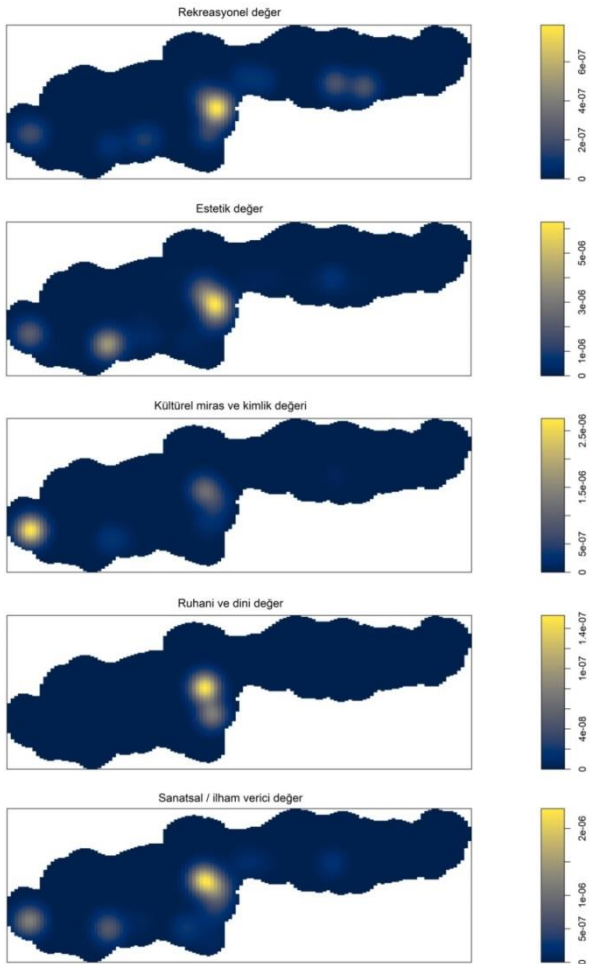 Rekreasyonel değer
0 2e-07 4e-07 6e-07
Estetik değer
0 1e-06 3e-06 5e-06
Kültürel miras ve kimlik değeri
0 5e-07 1.5e-06 2.5e-06
Ruhani ve dini değer
0 4e-08 1e-07 1.4e-07
Sanatsal / ilham verici değer
0 5e-07 1e-06 2e-06